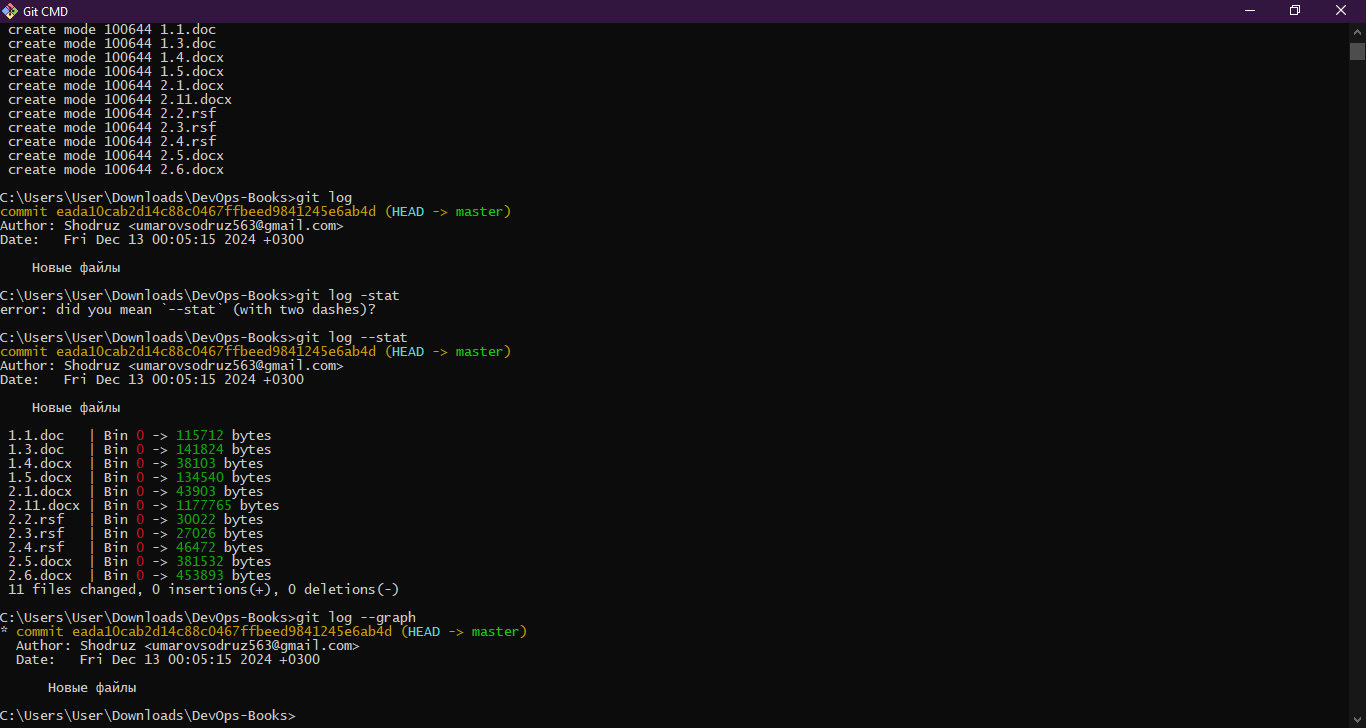 Git CMD
create mode 100644 1.1.doc
create mode 100644 1.3.doc
create mode 100644 1.4.docx
create mode 100644 1.5.docx
create mode 100644 2.1.docx
create mode 100644 2.11.docx
create mode 100644 2.2.rsf
create mode 100644 2.3.rsf
create mode 100644 2.4.rsf
create mode 100644 2.5.docx
create mode 100644 2.6.docx
C:\Users\User\Downloads\DevOps-Books>git log
commit eada10cab2d14c88c0467ffbeed9841245e6ab4d (HEAD -> master)
Author: Shodruz <umarovsodruz563@gmail.com>
Date:   Fri Dec 13 00:05:15 2024 +0300
Новые файлы
C:\Users\User\Downloads\DevOps-Books>git log -stat
error: did you mean `--stat` (with two dashes)?
C:\Users\User\Downloads\DevOps-Books>git log --stat
commit eada10cab2d14c88c0467ffbeed9841245e6ab4d (HEAD -> master)
Author: Shodruz <umarovsodruz563@gmail.com>
Date:   Fri Dec 13 00:05:15 2024 +0300
Новые файлы
1.1.doc   | Bin 0 -> 115712 bytes
1.3.doc   | Bin 0 -> 141824 bytes
1.4.docx  | Bin 0 -> 38103 bytes
1.5.docx  | Bin 0 -> 134540 bytes
2.1.docx  | Bin 0 -> 43903 bytes
2.11.docx | Bin 0 -> 1177765 bytes
2.2.rsf   | Bin 0 -> 30022 bytes
2.3.rsf   | Bin 0 -> 27026 bytes
2.4.rsf   | Bin 0 -> 46472 bytes
2.5.docx  | Bin 0 -> 381532 bytes
2.6.docx  | Bin 0 -> 453893 bytes
11 files changed, 0 insertions(+), 0 deletions(-)
C:\Users\User\Downloads\DevOps-Books>git log --graph
* commit eada10cab2d14c88c0467ffbeed9841245e6ab4d (HEAD -> master)
Author: Shodruz <umarovsodruz563@gmail.com>
Date:   Fri Dec 13 00:05:15 2024 +0300
Новые файлы
C:\Users\User\Downloads\DevOps-Books>